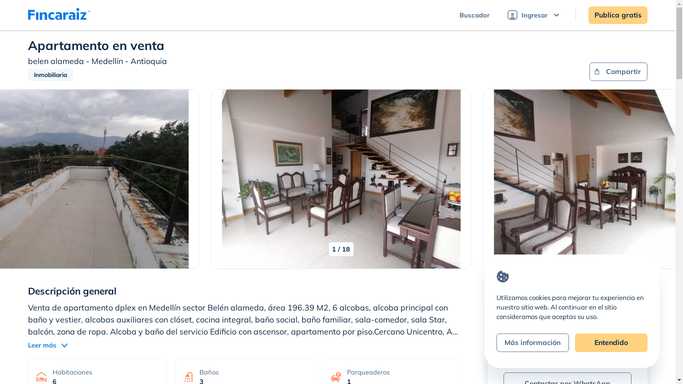 Fincaraiz
Buscador
Ingresar
Publica gratis
Apartamento en venta
belen alameda - Medellín - Antioquia
Inmobiliaria
Compartir
1 / 18
Descripción general
Venta de apartamento dplex en Medellín sector Belén alameda, área 196.39 M2, 6 alcobas, alcoba principal con
baño y vestier, alcobas auxiliares con clóset, cocina integral, baño social, baño familiar, sala-comedor, sala Star,
balcón, zona de ropa. Alcoba y baño del servicio Edificio con ascensor, apartamento por piso.Cercano Unicentro, A...
Leer más
Habitaciones
6
Baños
3
Parqueaderos
1
Utilizamos cookies para mejorar tu experiencia en
nuestro sitio web. Al continuar en el sitio
consideramos que aceptas su uso.
Más información
Entendido
Contactar por WhatsApp